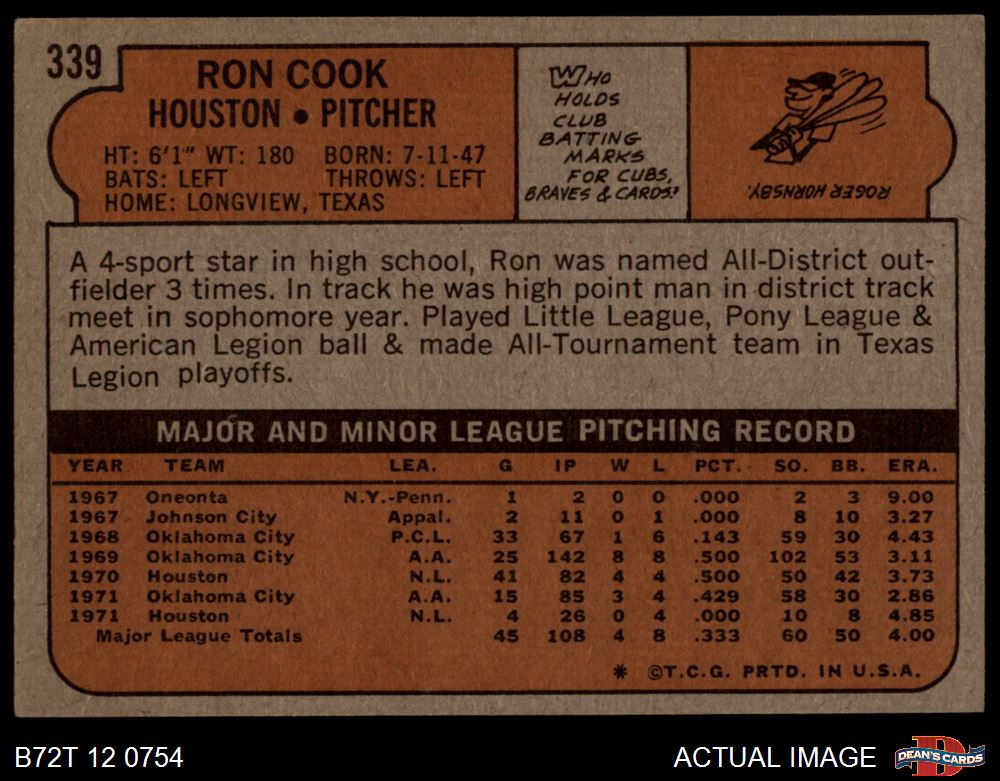 339
RON COOK
HOUSTON • PITCHER
HT: 6'1" WT: 180 BORN: 7-11-47
BATS: LEFT THROWS: LEFT
HOME: LONGVIEW, TEXAS
WHO
HOLDS
CLUB
BATTING
MARKS
FOR CUBS,
BRAVES & CARDS?
ROGER HORNSBY.
A 4-sport star in high school, Ron was named All-District out-
fielder 3 times. In track he was high point man in district track
meet in sophomore year. Played Little League, Pony League &
American Legion ball & made All-Tournament team in Texas
Legion playoffs.
MAJOR AND MINOR LEAGUE PITCHING RECORD
YEAR TEAM LEA. G IP W L PCT. SO. BB. ERA.
1967 Oneonta N.Y.-Penn. 1 2 0 0 .000 2 3 9.00
1967 Johnson City Appal. 2 11 0 1 .000 8 10 3.27
1968 Oklahoma City P.C.L. 33 67 1 6 .143 59 30 4.43
1969 Oklahoma City A.A. 25 142 8 8 .500 102 53 3.11
1970 Houston N.L. 41 82 4 4 .500 50 42 3.73
1971 Oklahoma City A.A. 15 85 3 4 .429 58 30 2.86
1971 Houston N.L. 4 26 0 4 .000 10 8 4.85
Major League Totals 45 108 4 8 .333 60 50 4.00
* ©T.C.G. PRTD. IN U.S.A.
B72T 12 0754
ACTUAL IMAGE
D
DEAN'S CARDS